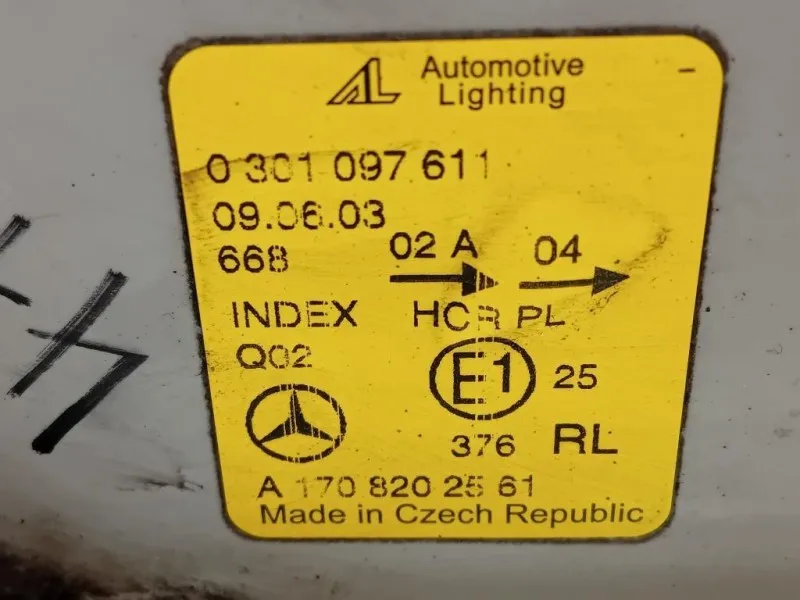 AL Automotive
Lighting
0 301 097 611
09.06.03
668
02 A 04
INDEX HCR PL
Q02
E1 25
376 RL
A 170 820 25 61
Made in Czech Republic